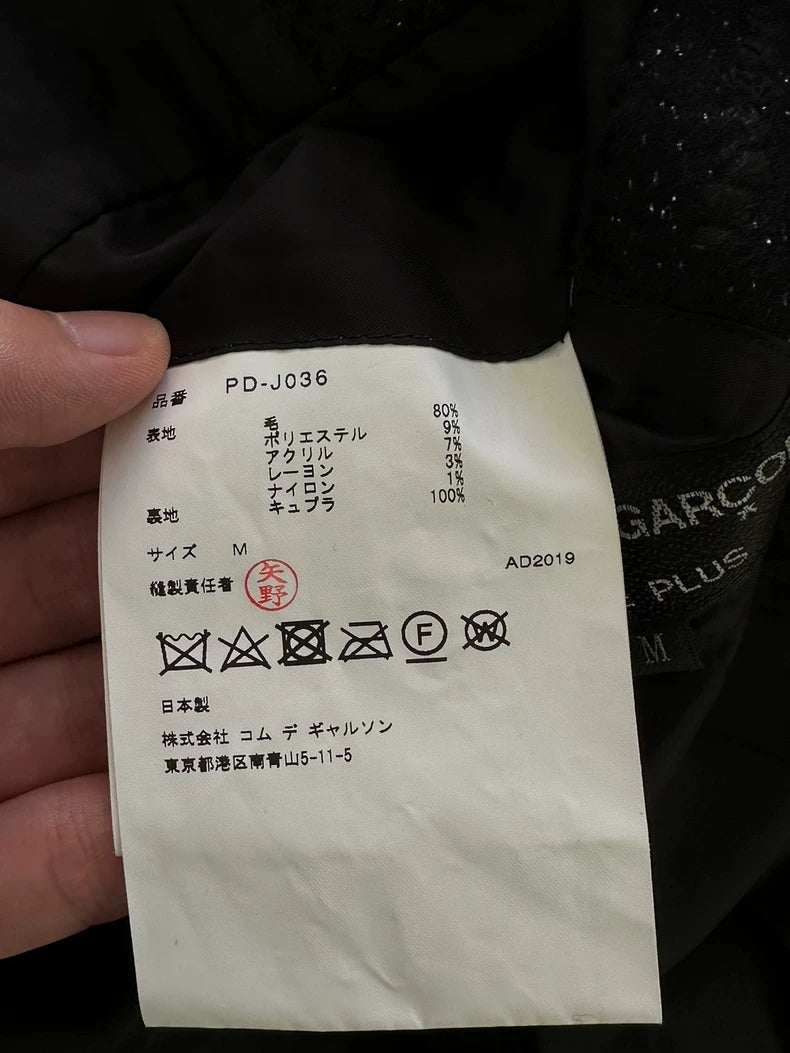 品番 PD-J036
表地 毛 80%
ポリエステル 9%
アクリル 7%
レーヨン 3%
ナイロン 1%
裏地 キュプラ 100%
サイズ M
AD2019
縫製責任者 矢野
F
W
日本製
株式会社 コム デ ギャルソン
東京都港区南青山5-11-5
GARCO
PLUS
M